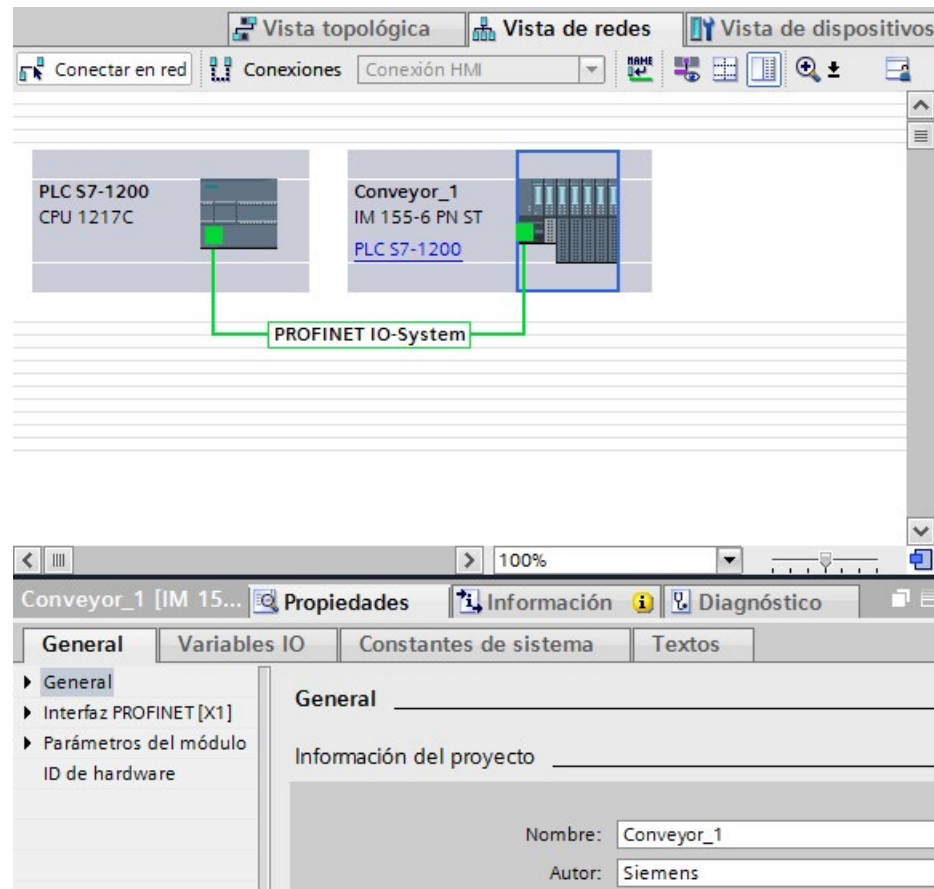 Vista topológica Vista de redes Vista de dispositivos
Conectar en red Conexiones Conexión HMI NAME
PLC S7-1200
CPU 1217C
Conveyor_1
IM 155-6 PN ST
PLC S7-1200
PROFINET IO-System
100%
Conveyor_1 [IM 15... Propiedades Información Diagnóstico
General Variables IO Constantes de sistema Textos
General
Interfaz PROFINET [X1]
Parámetros del módulo
ID de hardware
General
Información del proyecto
Nombre: Conveyor_1
Autor: Siemens